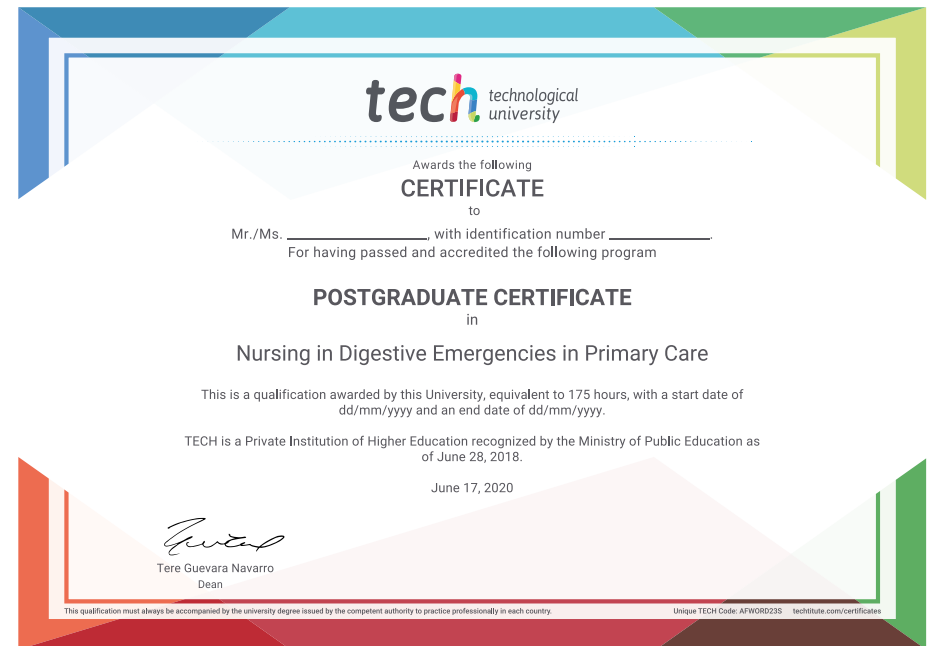 tech technological
university
Awards the following
CERTIFICATE
to
Mr./Ms. ____________________, with identification number ______________.
For having passed and accredited the following program
POSTGRADUATE CERTIFICATE
in
Nursing in Digestive Emergencies in Primary Care
This is a qualification awarded by this University, equivalent to 175 hours, with a start date of
dd/mm/yyyy and an end date of dd/mm/yyyy.
TECH is a Private Institution of Higher Education recognized by the Ministry of Public Education as
of June 28, 2018.
June 17, 2020
Tere Guevara Navarro
Dean
This qualification must always be accompanied by the university degree issued by the competent authority to practice professionally in each country.
Unique TECH Code: AFWORD23S techtitute.com/certificates